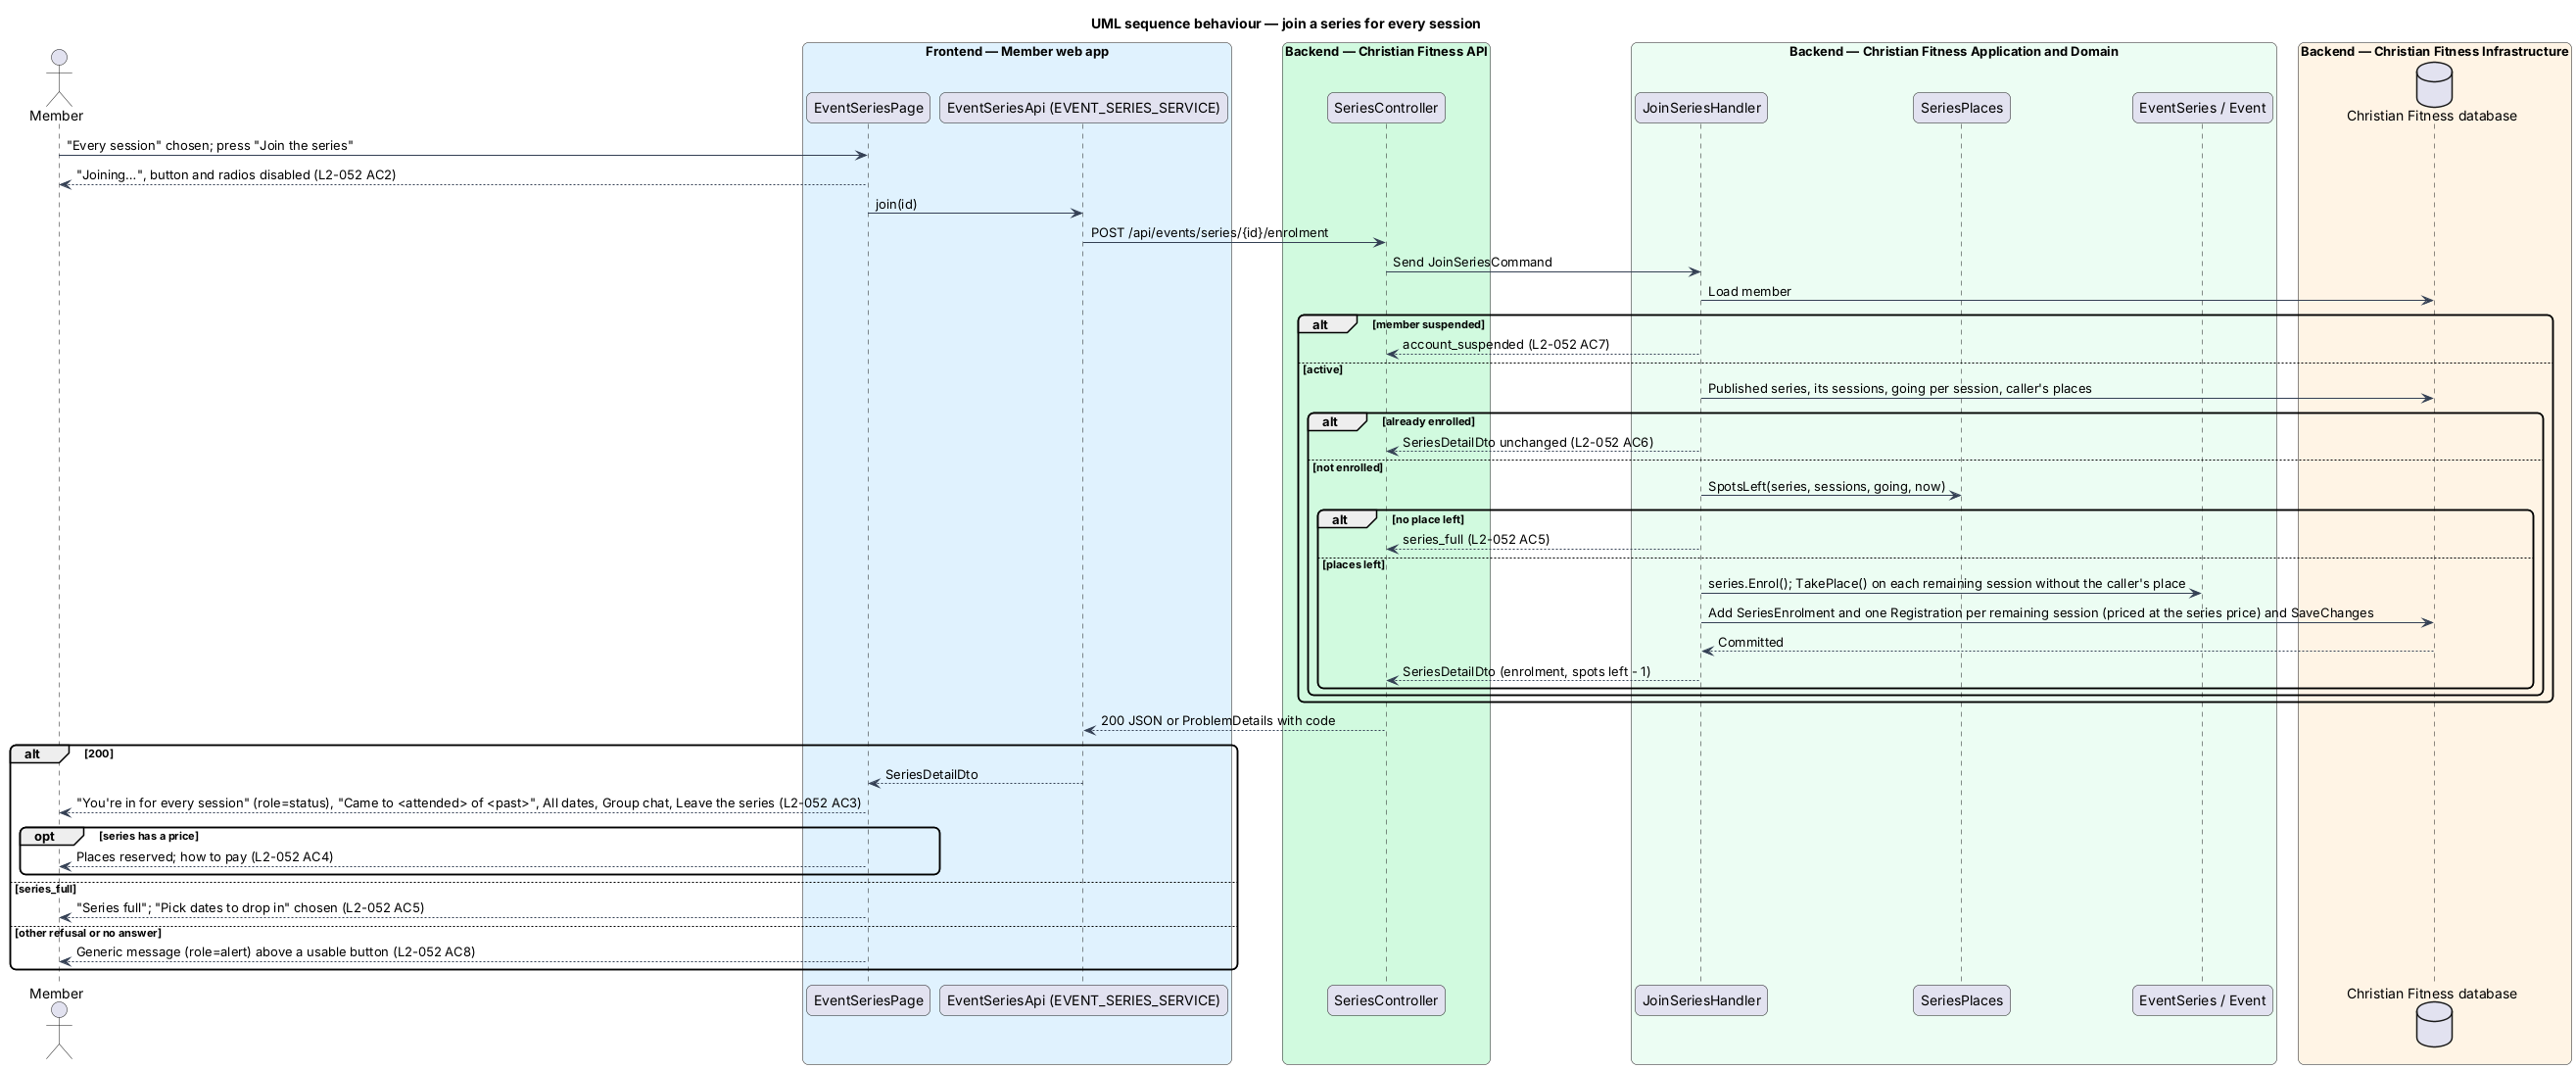 UML sequence behaviour — join a series for every session
Frontend — Member web app
Backend — Christian Fitness API
Backend — Christian Fitness Application and Domain
Backend — Christian Fitness Infrastructure
Member
EventSeriesPage
EventSeriesApi (EVENT_SERIES_SERVICE)
SeriesController
JoinSeriesHandler
SeriesPlaces
EventSeries / Event
Christian Fitness database
"Every session" chosen; press "Join the series"
"Joining…", button and radios disabled (L2-052 AC2)
join(id)
POST /api/events/series/{id}/enrolment
Send JoinSeriesCommand
Load member
alt [member suspended]
account_suspended (L2-052 AC7)
[active]
Published series, its sessions, going per session, caller's places
alt [already enrolled]
SeriesDetailDto unchanged (L2-052 AC6)
[not enrolled]
SpotsLeft(series, sessions, going, now)
alt [no place left]
series_full (L2-052 AC5)
[places left]
series.Enrol(); TakePlace() on each remaining session without the caller's place
Add SeriesEnrolment and one Registration per remaining session (priced at the series price) and SaveChanges
Committed
SeriesDetailDto (enrolment, spots left - 1)
200 JSON or ProblemDetails with code
alt [200]
SeriesDetailDto
"You're in for every session" (role=status), "Came to <attended> of <past>", All dates, Group chat, Leave the series (L2-052 AC3)
opt [series has a price]
Places reserved; how to pay (L2-052 AC4)
[series_full]
"Series full"; "Pick dates to drop in" chosen (L2-052 AC5)
[other refusal or no answer]
Generic message (role=alert) above a usable button (L2-052 AC8)
Member
EventSeriesPage
EventSeriesApi (EVENT_SERIES_SERVICE)
SeriesController
JoinSeriesHandler
SeriesPlaces
EventSeries / Event
Christian Fitness database